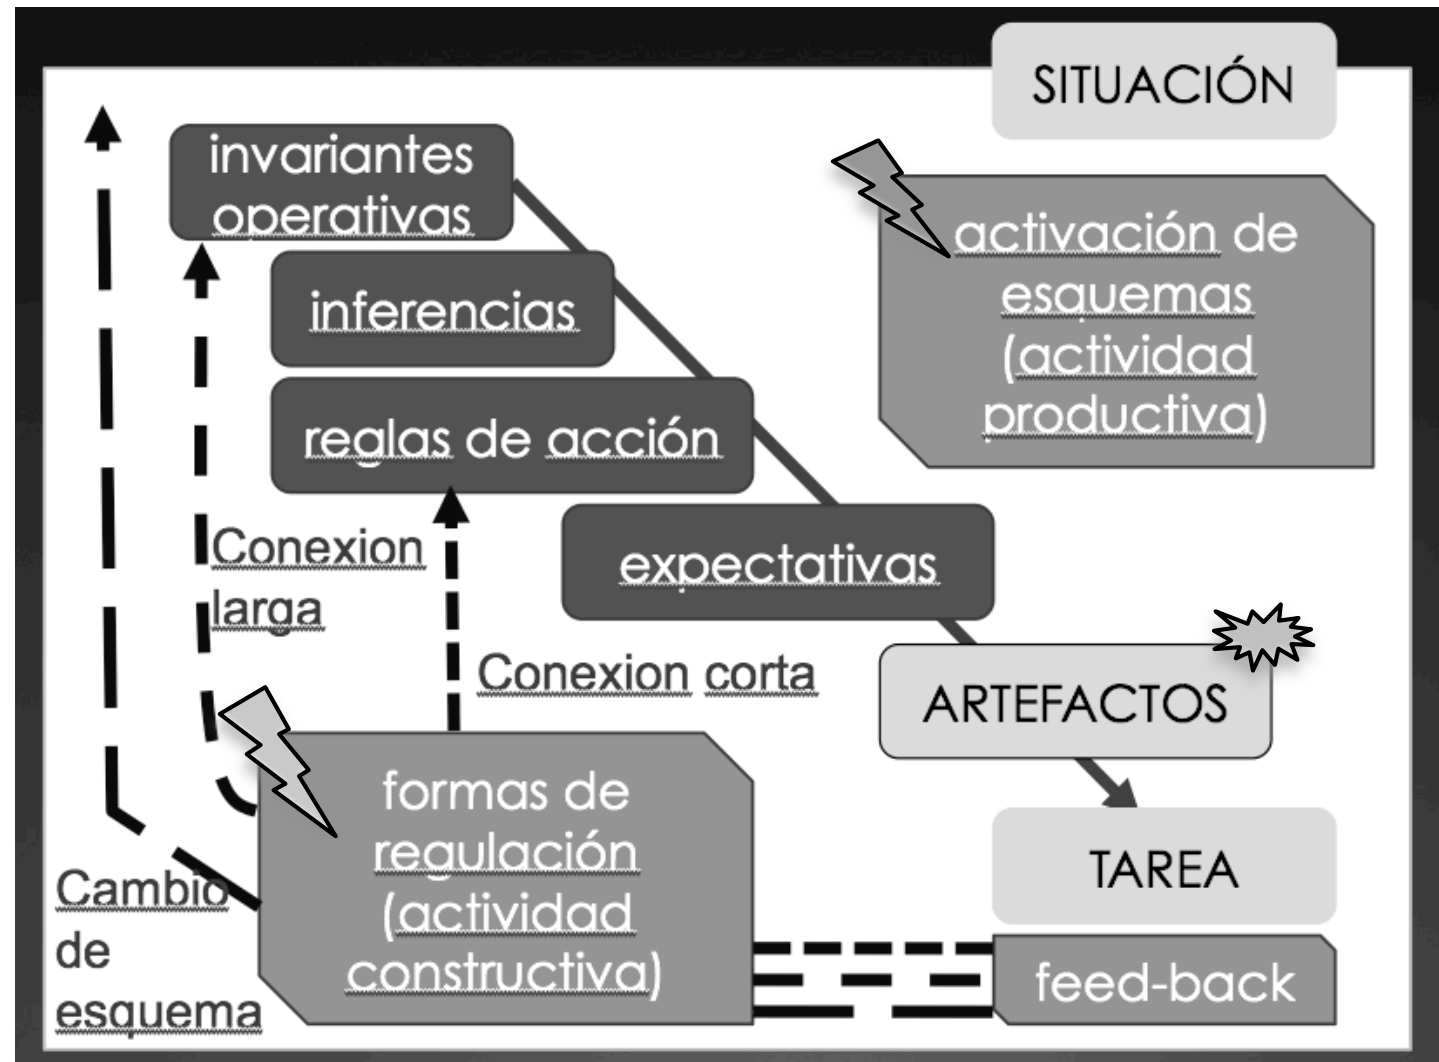 SITUACIÓN
invariantes
operativas
activación de
esquemas
(actividad
productiva)
inferencias
reglas de acción
expectativas
Conexion
larga
Conexion corta
ARTEFACTOS
formas de
regulación
(actividad
constructiva)
TAREA
Cambio
de
esquema
feed-back